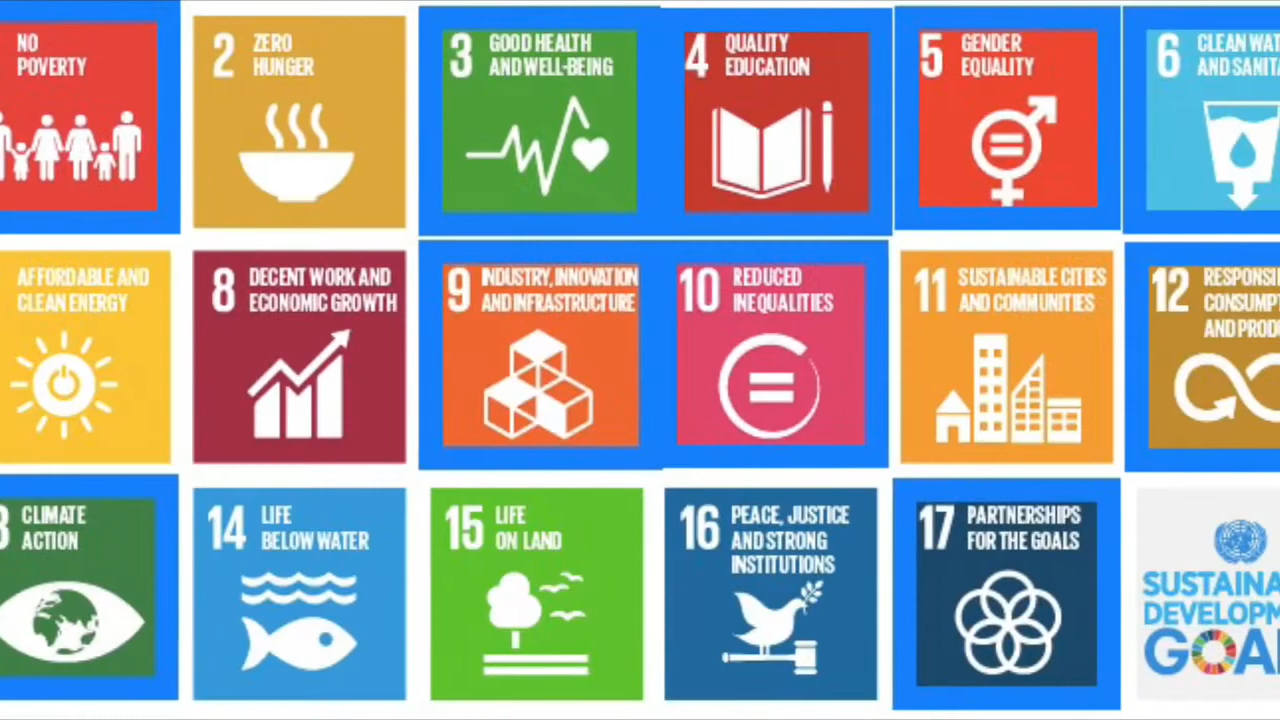 NO
POVERTY
2 ZERO
HUNGER
3 GOOD HEALTH
AND WELL-BEING
4 QUALITY
EDUCATION
5 GENDER
EQUALITY
6 CLEAN WAT
AND SANITA
AFFORDABLE AND
CLEAN ENERGY
8 DECENT WORK AND
ECONOMIC GROWTH
9 INDUSTRY, INNOVATION
AND INFRASTRUCTURE
10 REDUCED
INEQUALITIES
11 SUSTAINABLE CITIES
AND COMMUNITIES
12 RESPONSI
CONSUMPT
AND PRODU
3 CLIMATE
ACTION
14 LIFE
BELOW WATER
15 LIFE
ON LAND
16 PEACE, JUSTICE
AND STRONG
INSTITUTIONS
17 PARTNERSHIPS
FOR THE GOALS
SUSTAINA
DEVELOPM
GOAL